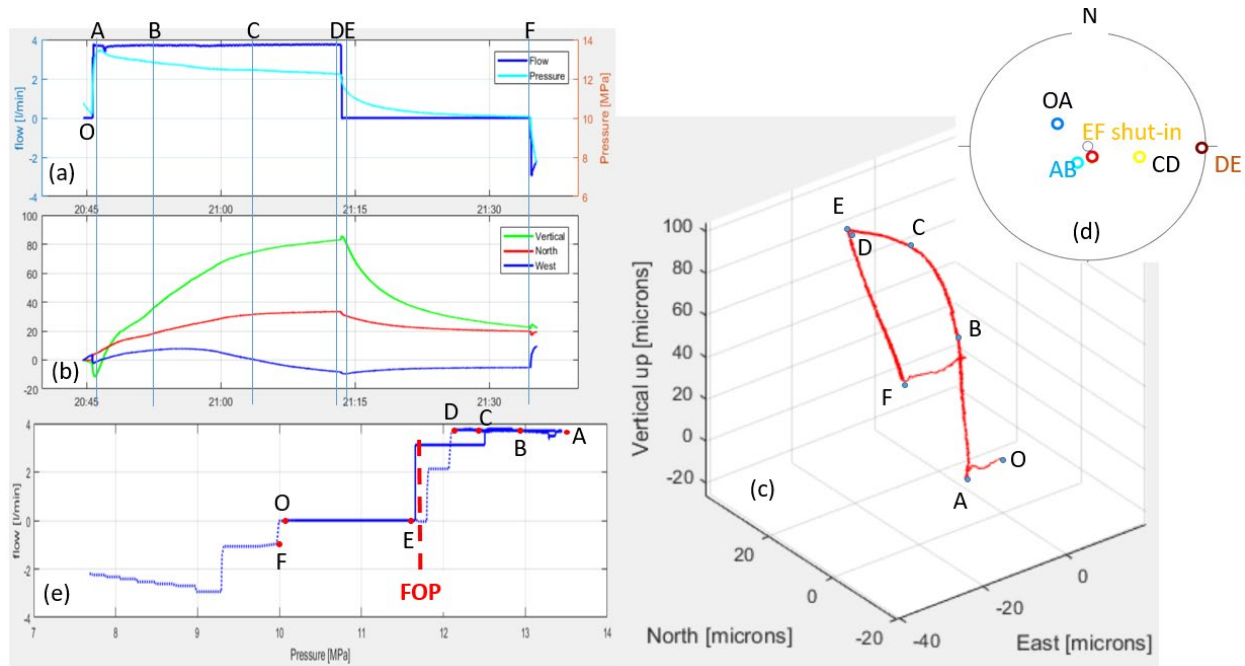 A B C DE F
4
2
0
-2
-4
14
12
10
8
6
flow [l/min]
Pressure [MPa]
Flow
Pressure
O
(a)
20:45 21:00 21:15 21:30
100
80
60
40
20
0
-20
Vertical
North
West
(b)
20:45 21:00 21:15 21:30
4
2
0
-2
-4
flow [l/min]
D C B A
O
F
E
FOP
(e)
7 8 9 10 11 12 13 14
Pressure [MPa]
E
D
C
B
F
O
A
(c)
100
80
60
40
20
0
-20
Vertical up [microns]
20
0
-20
North [microns]
-40
-20
0
East [microns]
N
OA
EF shut-in
AB
CD
DE
(d)